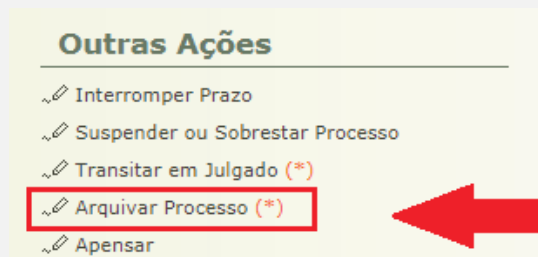 Outras Ações
Interromper Prazo
Suspender ou Sobrestar Processo
Transitar em Julgado (*)
Arquivar Processo (*)
Apensar